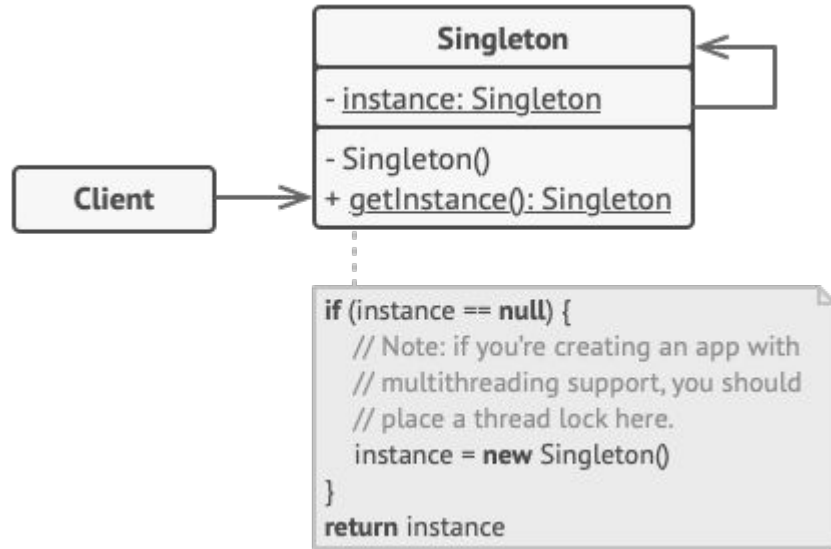 Singleton
- instance: Singleton
- Singleton()
+ getInstance(): Singleton
Client
if (instance == null) {
// Note: if you're creating an app with
// multithreading support, you should
// place a thread lock here.
instance = new Singleton()
}
return instance